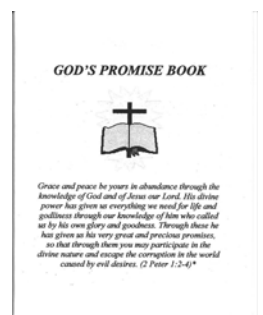 GOD'S PROMISE BOOK
Grace and peace be yours in abundance through the
knowledge of God and of Jesus our Lord. His divine
power has given us everything we need for life and
godliness through our knowledge of him who called
us by his own glory and goodness. Through these he
has given us his very great and precious promises,
so that through them you may participate in the
divine nature and escape the corruption in the world
caused by evil desires. (2 Peter 1:2-4)*